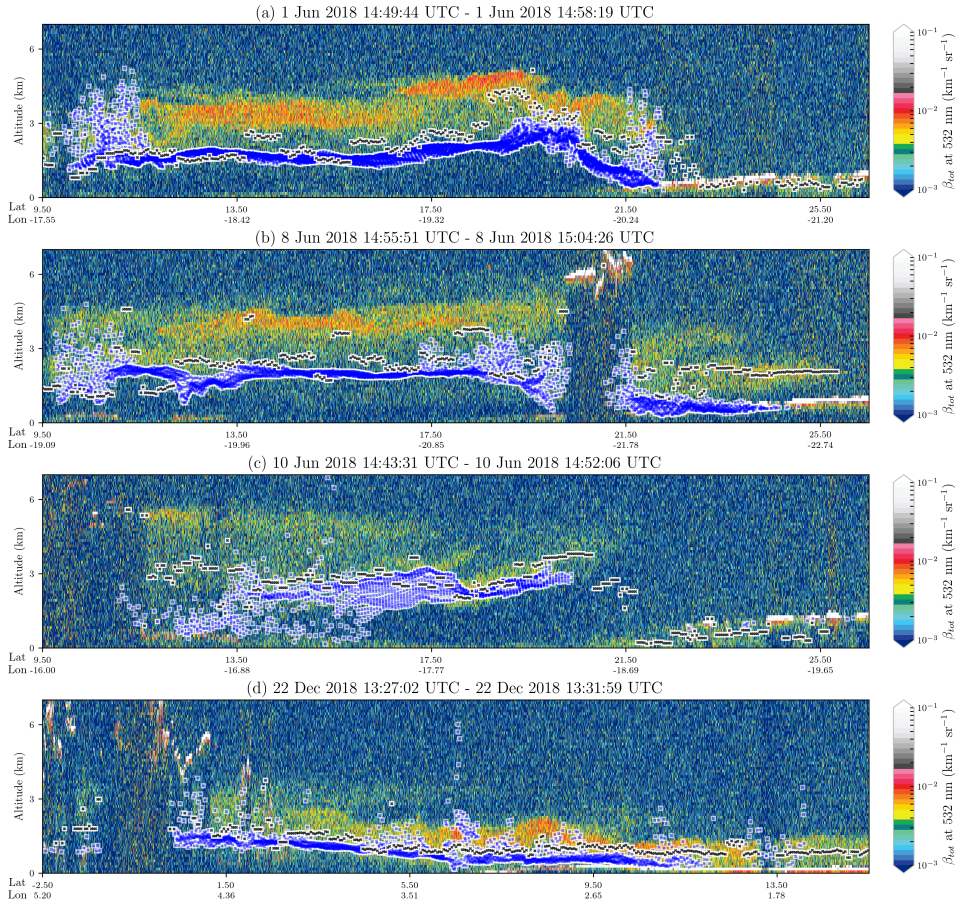 (a) 1 Jun 2018 14:49:44 UTC - 1 Jun 2018 14:58:19 UTC
Altitude (km)
6
3
0
Lat 9.50 13.50 17.50 21.50 25.50
Lon -17.55 -18.42 -19.32 -20.24 -21.20
10⁻¹
10⁻²
10⁻³
βtot at 532 nm (km⁻¹ sr⁻¹)
(b) 8 Jun 2018 14:55:51 UTC - 8 Jun 2018 15:04:26 UTC
Altitude (km)
6
3
0
Lat 9.50 13.50 17.50 21.50 25.50
Lon -19.09 -19.96 -20.85 -21.78 -22.74
10⁻¹
10⁻²
10⁻³
βtot at 532 nm (km⁻¹ sr⁻¹)
(c) 10 Jun 2018 14:43:31 UTC - 10 Jun 2018 14:52:06 UTC
Altitude (km)
6
3
0
Lat 9.50 13.50 17.50 21.50 25.50
Lon -16.00 -16.88 -17.77 -18.69 -19.65
10⁻¹
10⁻²
10⁻³
βtot at 532 nm (km⁻¹ sr⁻¹)
(d) 22 Dec 2018 13:27:02 UTC - 22 Dec 2018 13:31:59 UTC
Altitude (km)
6
3
0
Lat -2.50 1.50 5.50 9.50 13.50
Lon 5.20 4.36 3.51 2.65 1.78
10⁻¹
10⁻²
10⁻³
βtot at 532 nm (km⁻¹ sr⁻¹)